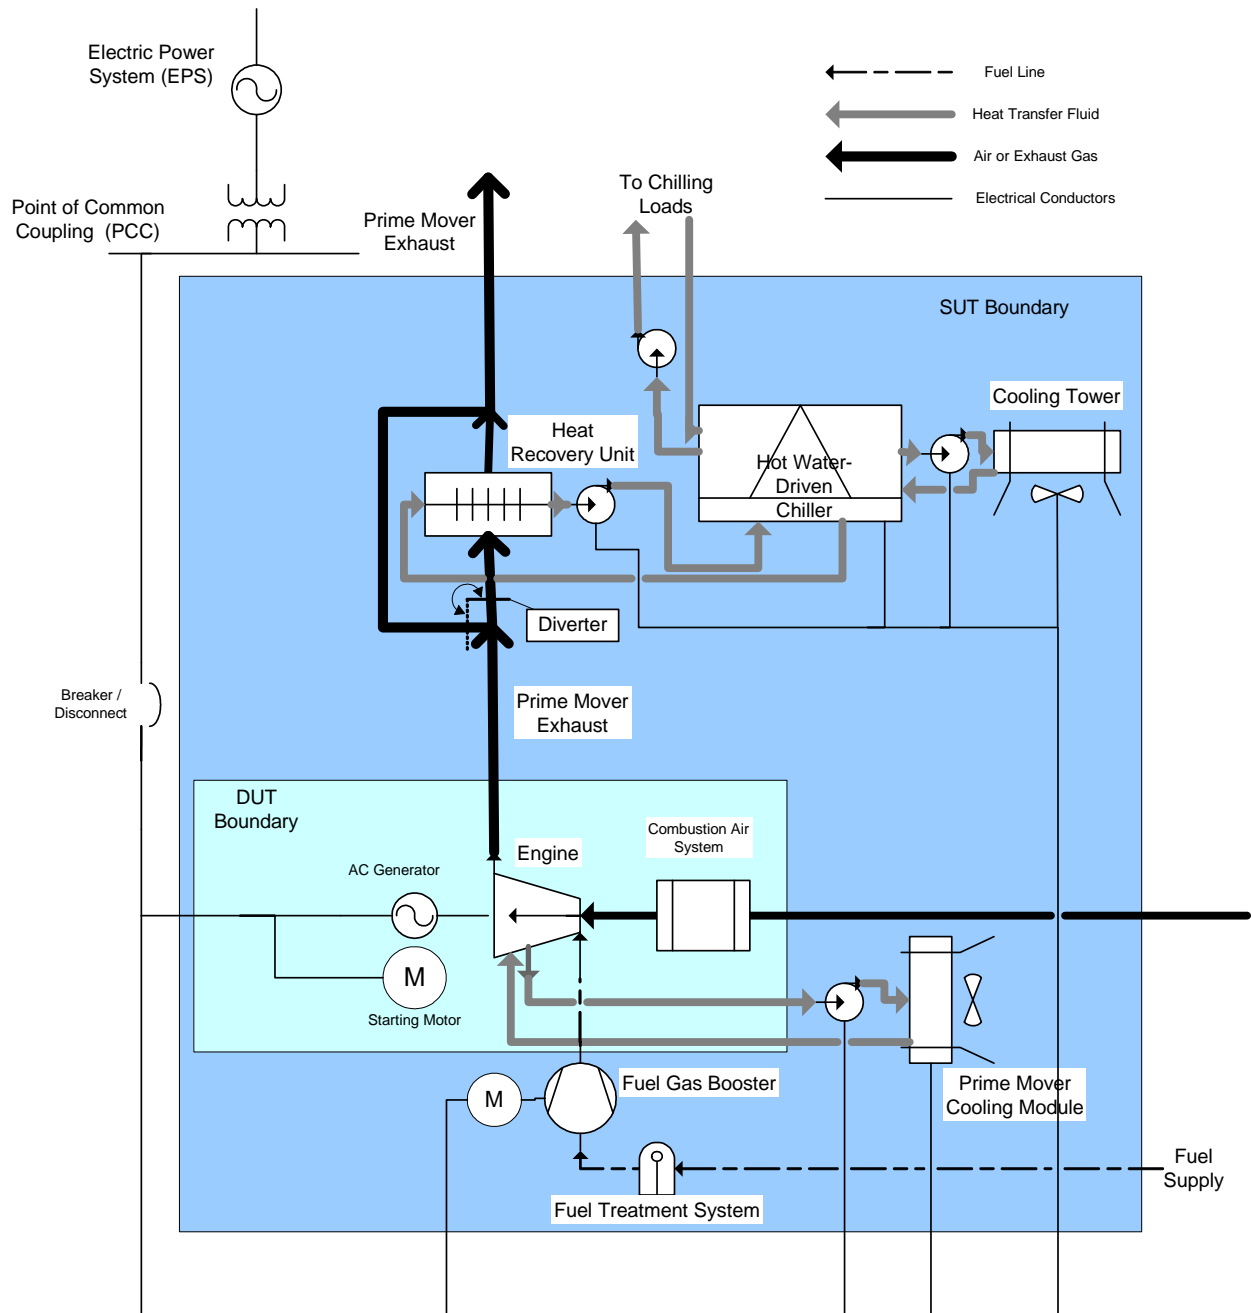 Electric Power
System (EPS)
Fuel Line
Heat Transfer Fluid
Air or Exhaust Gas
Electrical Conductors
To Chilling
Loads
Point of Common
Coupling (PCC)
Prime Mover
Exhaust
SUT Boundary
Cooling Tower
Heat
Recovery Unit
Hot Water-
Driven
Chiller
Diverter
Breaker /
Disconnect
Prime Mover
Exhaust
DUT
Boundary
Combustion Air
System
Engine
AC Generator
M
Starting Motor
Fuel Gas Booster
M
Prime Mover
Cooling Module
Fuel
Supply
Fuel Treatment System